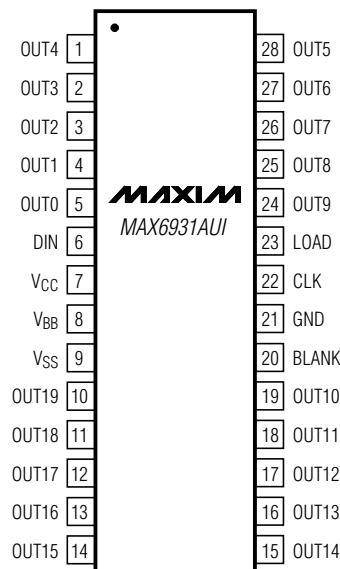 OUT4 1 28 OUT5
OUT3 2 27 OUT6
OUT2 3 26 OUT7
OUT1 4 25 OUT8
OUT0 5 MAXIM 24 OUT9
DIN 6 MAX6931AUI 23 LOAD
VCC 7 22 CLK
VBB 8 21 GND
VSS 9 20 BLANK
OUT19 10 19 OUT10
OUT18 11 18 OUT11
OUT17 12 17 OUT12
OUT16 13 16 OUT13
OUT15 14 15 OUT14